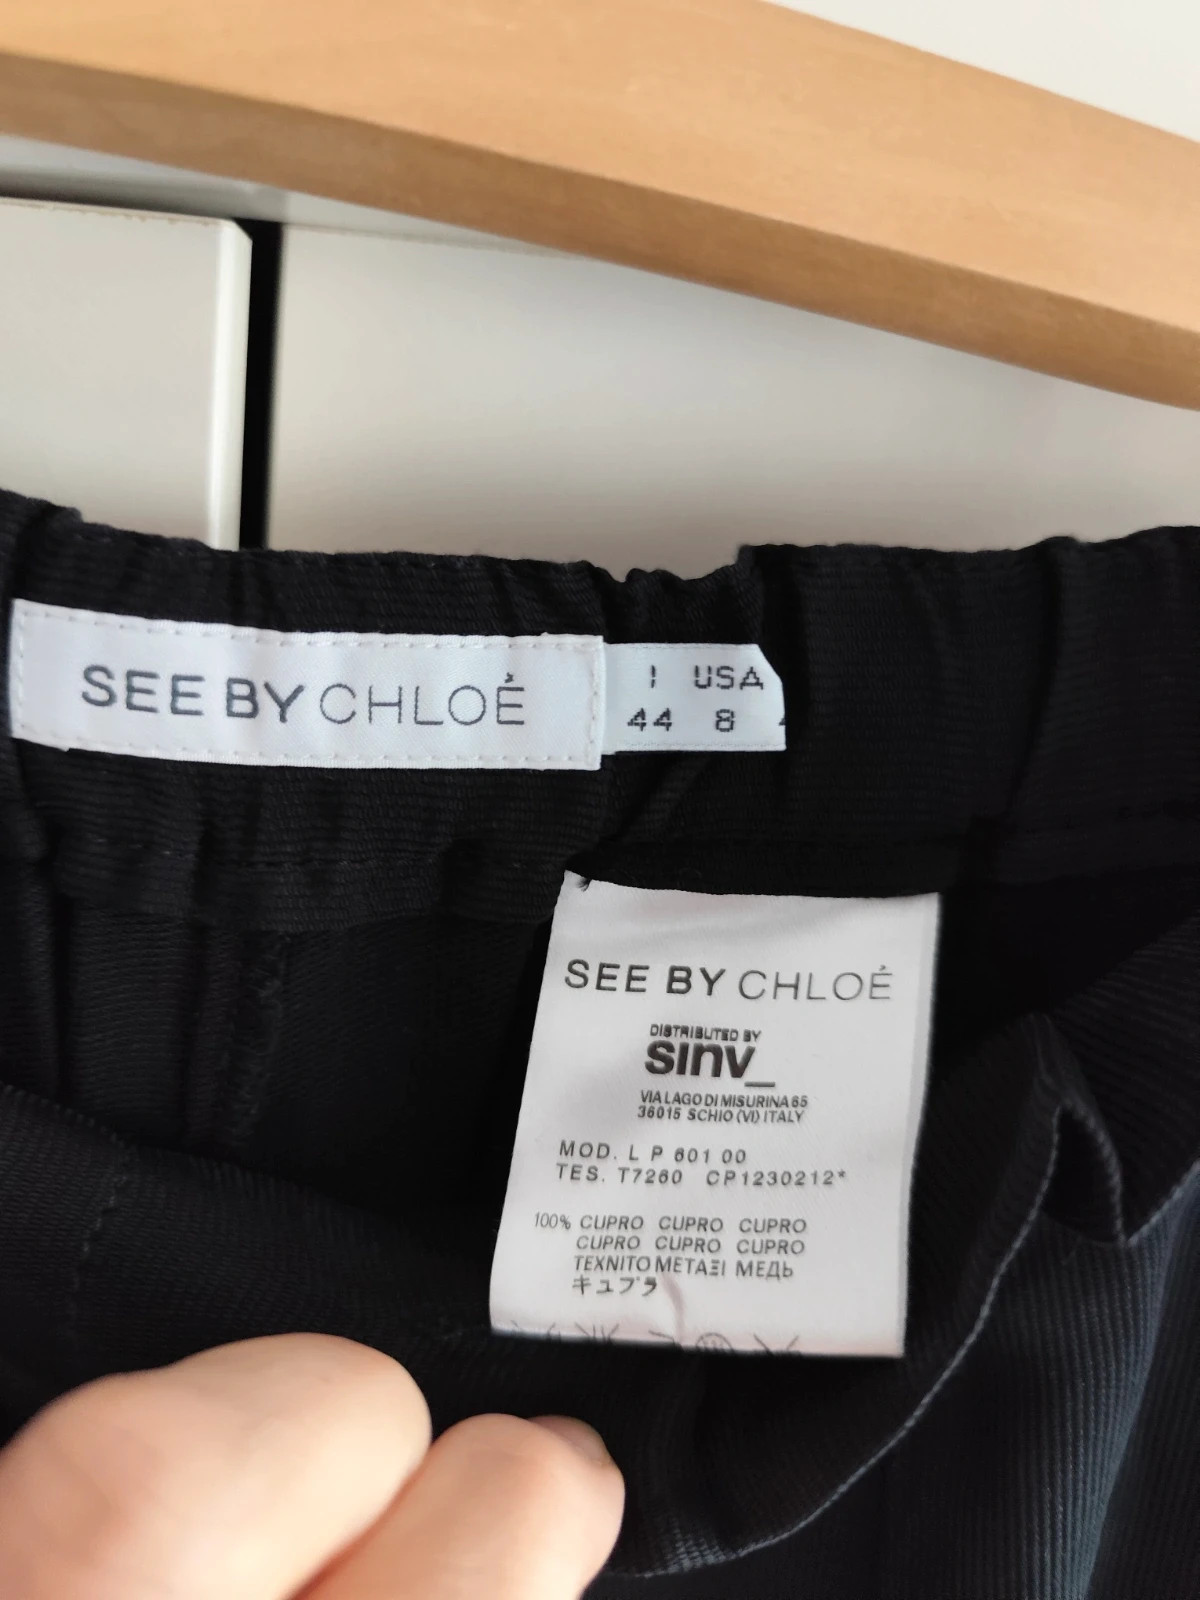 SEE BY CHLOÉ
I USA
44 8
SEE BY CHLOÉ
DISTRIBUTED BY
sinv_
VIA LAGO DI MISURINA 65
36015 SCHIO (VI) ITALY
MOD. L P 601 00
TES. T7260 CP1230212*
100% CUPRO CUPRO CUPRO
CUPRO CUPRO CUPRO
ΤΕΧΝΙΤΟ ΜΕΤΑΞΙ МЕДЬ
キュプラ